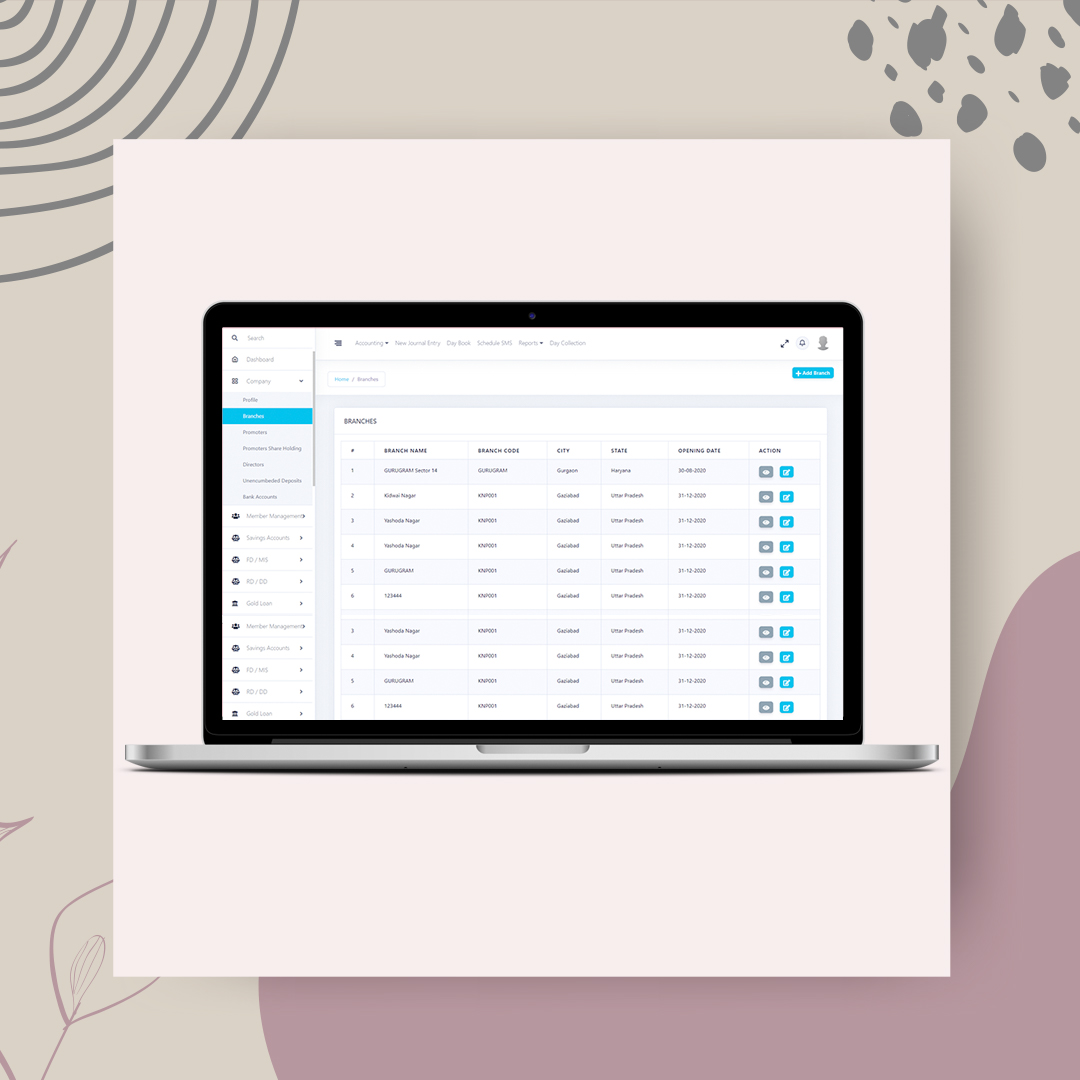 Search
Accounting New Journal Entry Day Book Schedule SMS Reports Day Collection
Dashboard
Company
Home / Branches
+ Add Branch
Profile
Branches
Promoters
Promoters Share Holding
Directors
Unencumbeded Deposits
Bank Accounts
Member Management
Savings Accounts
FD / MIS
RD / DD
Gold Loan
Member Management
Savings Accounts
FD / MIS
RD / DD
Gold Loan
BRANCHES
# BRANCH NAME BRANCH CODE CITY STATE OPENING DATE ACTION
1 GURUGRAM Sector 14 GURUGRAM Gurgaon Haryana 30-08-2020
2 Kidwai Nagar KNP001 Gaziabad Uttar Pradesh 31-12-2020
3 Yashoda Nagar KNP001 Gaziabad Uttar Pradesh 31-12-2020
4 Yashoda Nagar KNP001 Gaziabad Uttar Pradesh 31-12-2020
5 GURUGRAM KNP001 Gaziabad Uttar Pradesh 31-12-2020
6 123444 KNP001 Gaziabad Uttar Pradesh 31-12-2020
3 Yashoda Nagar KNP001 Gaziabad Uttar Pradesh 31-12-2020
4 Yashoda Nagar KNP001 Gaziabad Uttar Pradesh 31-12-2020
5 GURUGRAM KNP001 Gaziabad Uttar Pradesh 31-12-2020
6 123444 KNP001 Gaziabad Uttar Pradesh 31-12-2020